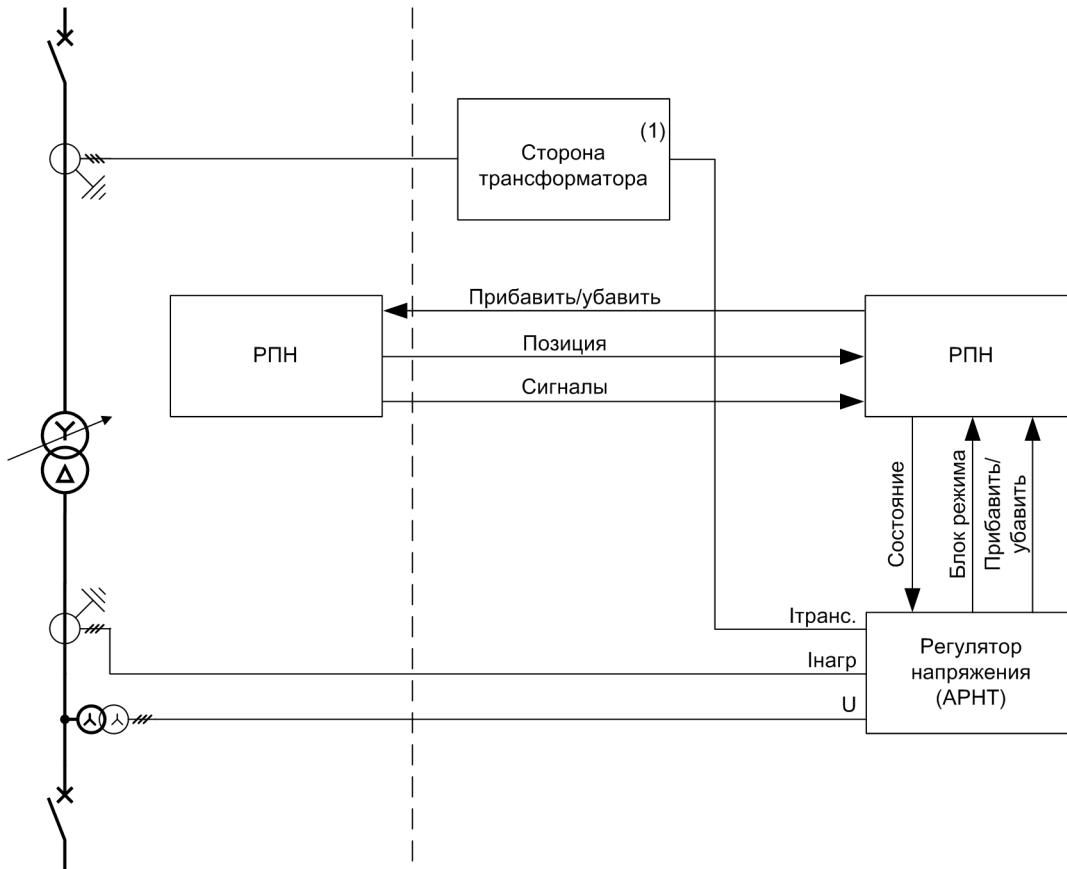 (1)
Сторона
трансформатора
Прибавить/убавить
РПН
Позиция
РПН
Сигналы
Состояние
Блок режима
Прибавить/
убавить
Iтранс.
Iнагр
U
Регулятор
напряжения
(АРНТ)